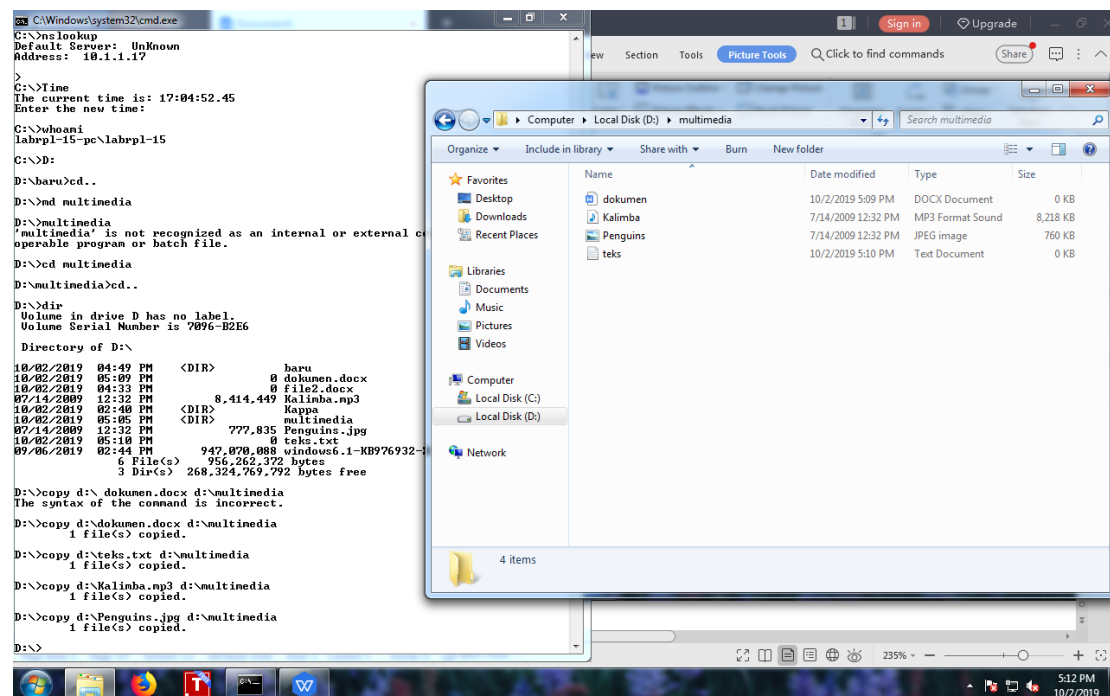 C:\Windows\system32\cmd.exe
C:\>nslookup
Default Server:  UnKnown
Address:  10.1.1.17
>
C:\>Time
The current time is: 17:04:52.45
Enter the new time:
C:\>whoami
labrpl-15-pc\labrpl-15
C:\>D:
D:\baru>cd..
D:\>md multimedia
D:\>multimedia
'multimedia' is not recognized as an internal or external
operable program or batch file.
D:\>cd multimedia
D:\multimedia>cd..
D:\>dir
Volume in drive D has no label.
Volume Serial Number is 7096-B2E6
Directory of D:\
10/02/2019  04:49 PM    <DIR>          baru
10/02/2019  05:09 PM                 0 dokumen.docx
10/02/2019  04:33 PM                 0 file2.docx
07/14/2009  12:32 PM         8,414,449 Kalimba.mp3
10/02/2019  02:40 PM    <DIR>          Kappa
10/02/2019  05:05 PM    <DIR>          multimedia
07/14/2009  12:32 PM           777,835 Penguins.jpg
10/02/2019  05:10 PM                 0 teks.txt
09/06/2019  02:44 PM       947,070,088 windows6.1-KB976932-
6 File(s)    956,262,372 bytes
3 Dir(s)  268,324,769,792 bytes free
D:\>copy d:\ dokumen.docx d:\multimedia
The syntax of the command is incorrect.
D:\>copy d:\dokumen.docx d:\multimedia
1 file(s) copied.
D:\>copy d:\teks.txt d:\multimedia
1 file(s) copied.
D:\>copy d:\Kalimba.mp3 d:\multimedia
1 file(s) copied.
D:\>copy d:\Penguins.jpg d:\multimedia
1 file(s) copied.
D:\>
1 Sign in Upgrade
ew Section Tools Picture Tools Click to find commands Share
Computer Local Disk (D:) multimedia Search multimedia
Organize Include in library Share with Burn New folder
Favorites
Desktop
Downloads
Recent Places
Libraries
Documents
Music
Pictures
Videos
Computer
Local Disk (C:)
Local Disk (D:)
Network
Name Date modified Type Size
dokumen 10/2/2019 5:09 PM DOCX Document 0 KB
Kalimba 7/14/2009 12:32 PM MP3 Format Sound 8,218 KB
Penguins 7/14/2009 12:32 PM JPEG image 760 KB
teks 10/2/2019 5:10 PM Text Document 0 KB
4 items
235%
5:12 PM
10/2/2019